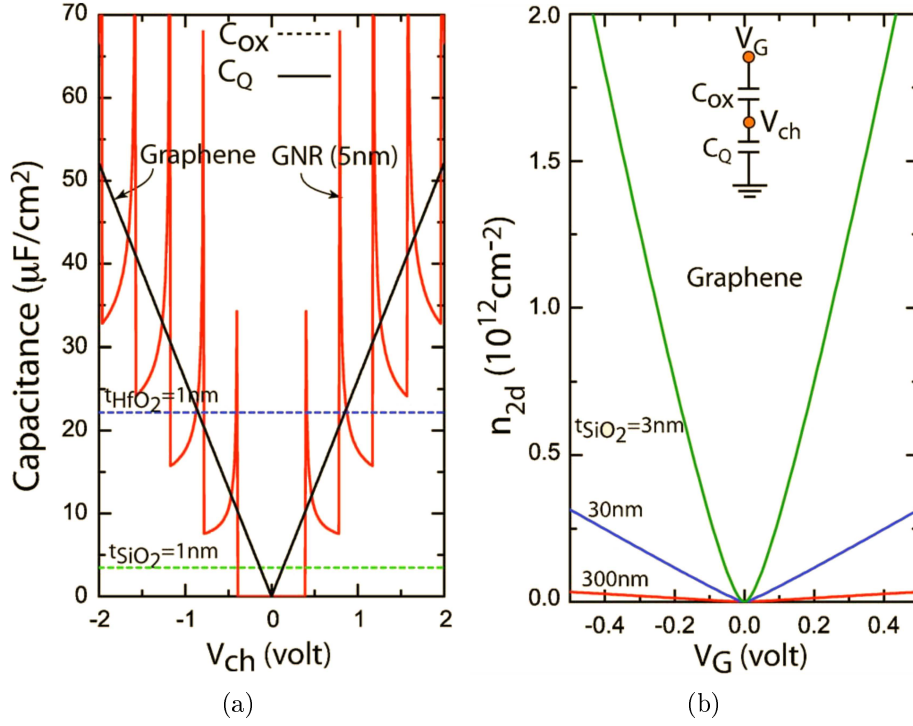 70
60
50
40
30
20
10
0
-2
-1
0
1
2
Capacitance (μF/cm²)
V_ch (volt)
C_OX
C_Q
Graphene
GNR (5nm)
t_HfO₂=1nm
t_SiO₂=1nm
(a)
2.0
1.5
1.0
0.5
0.0
-0.4
-0.2
0.0
0.2
0.4
n_2d (10¹²cm⁻²)
V_G (volt)
V_G
C_OX
V_ch
C_Q
Graphene
t_SiO₂=3nm
30nm
300nm
(b)